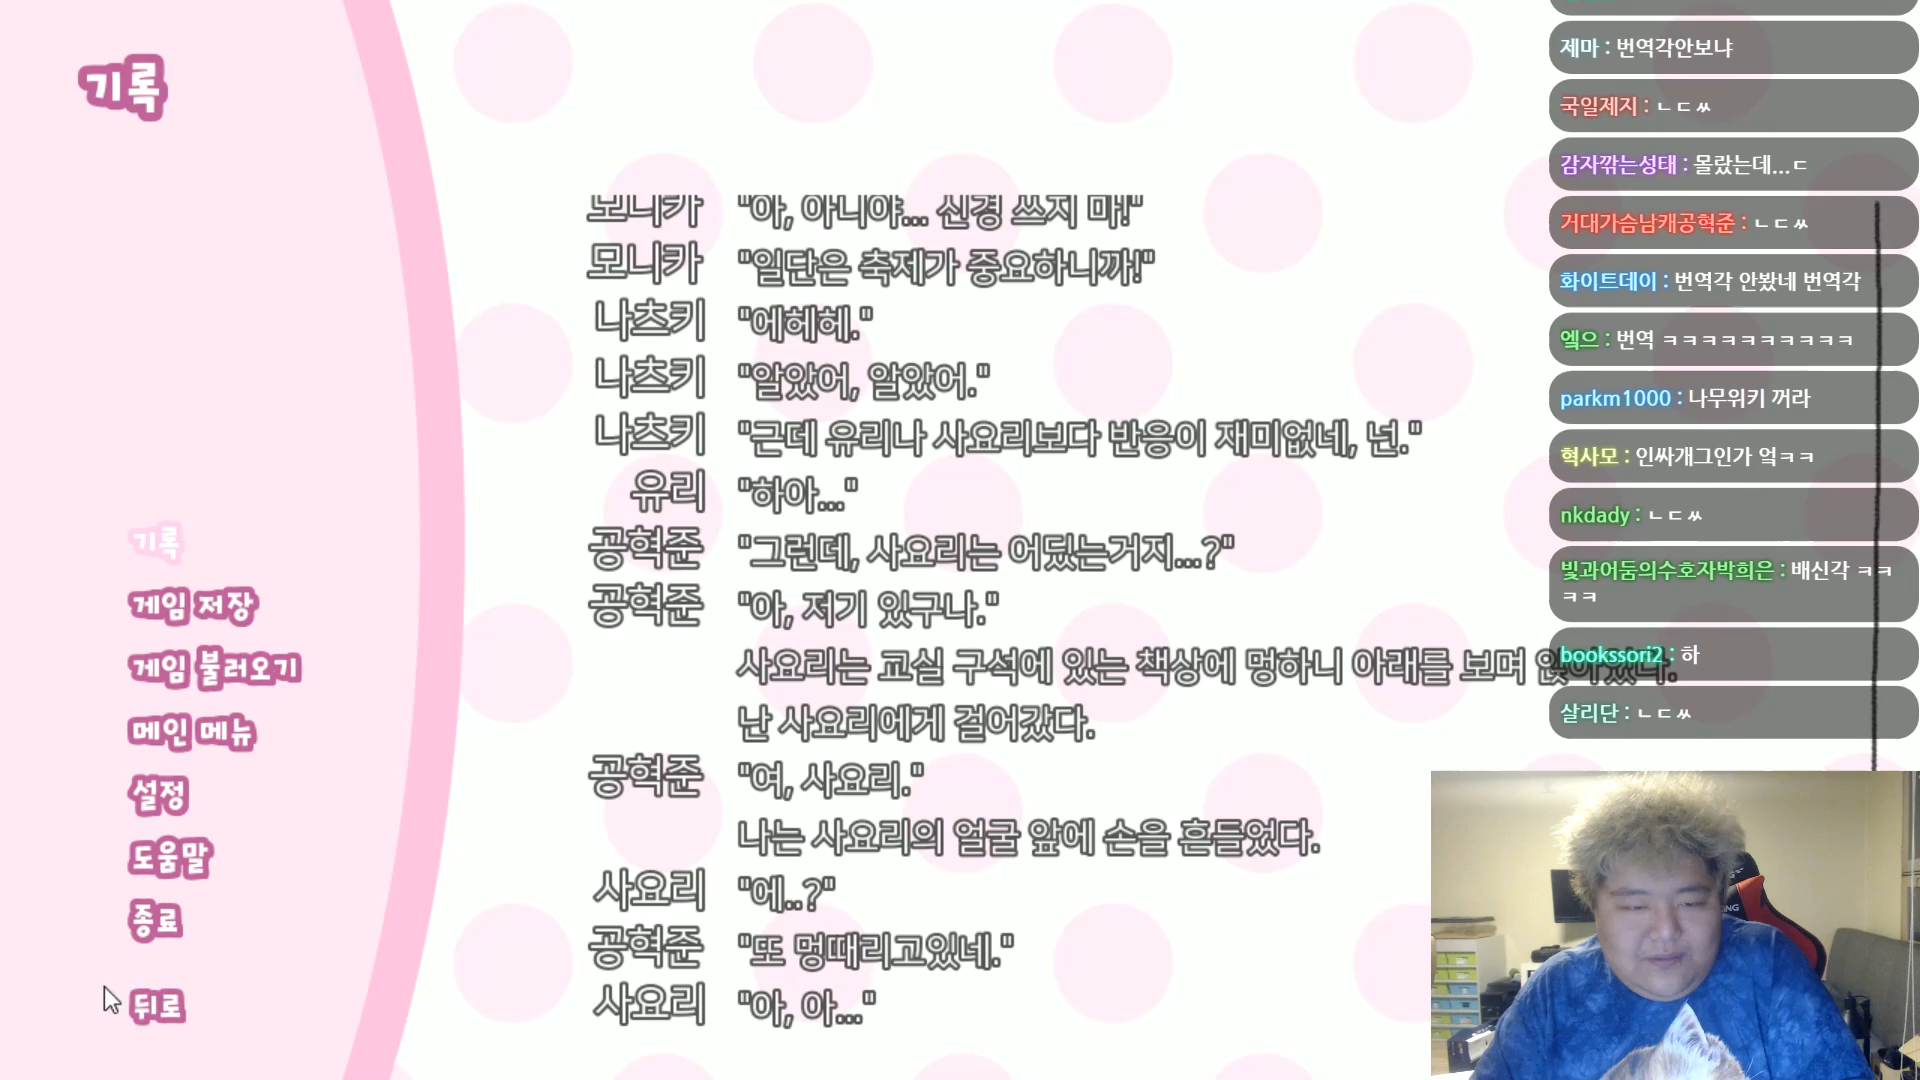 기록
모니카 "아, 아니야... 신경 쓰지 마!"
모니카 "일단은 축제가 중요하니까!"
나츠키 "에헤헤."
나츠키 "알았어, 알았어."
나츠키 "근데 유리나 사요리보다 반응이 재미없네, 넌."
유리 "하아..."
공혁준 "그런데, 사요리는 어딨는거지...?"
공혁준 "아, 저기 있구나."
사요리는 교실 구석에 있는 책상에 멍하니 아래를 보며 앉아있다.
난 사요리에게 걸어갔다.
공혁준 "여, 사요리."
나는 사요리의 얼굴 앞에 손을 흔들었다.
사요리 "에..?"
공혁준 "또 멍때리고있네."
사요리 "아, 아..."
기록
게임 저장
게임 불러오기
메인 메뉴
설정
도움말
종료
뒤로
제마 : 번역각안보냐
국일제지 : ㄴㄷㅆ
감자깎는성태 : 몰랐는데...ㄷ
거대가슴남캐공혁준 : ㄴㄷㅆ
화이트데이 : 번역각 안봤네 번역각
엨으 : 번역 ㅋㅋㅋㅋㅋㅋㅋㅋㅋㅋ
parkm1000 : 나무위키 꺼라
혁사모 : 인싸개그인가 엌ㅋㅋ
nkdady : ㄴㄷㅆ
빛과어둠의수호자박희은 : 배신각 ㅋㅋ
ㅋㅋ
bookssori2 : 하
살리단 : ㄴㄷㅆ